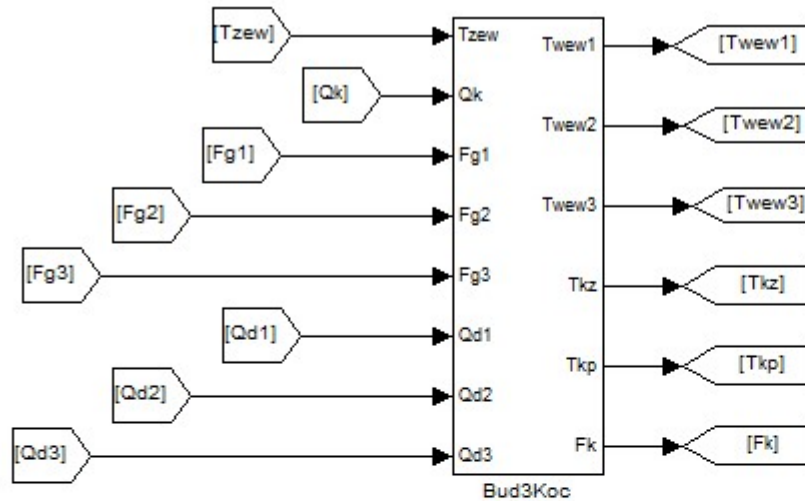 [Tzew]
Tzew
Twew1
[Twew1]
[Qk]
Qk
Twew2
[Twew2]
[Fg1]
Fg1
[Fg2]
Fg2
Twew3
[Twew3]
[Fg3]
Fg3
Tkz
[Tkz]
[Qd1]
Qd1
Tkp
[Tkp]
[Qd2]
Qd2
[Qd3]
Qd3
Fk
[Fk]
Bud3Koc